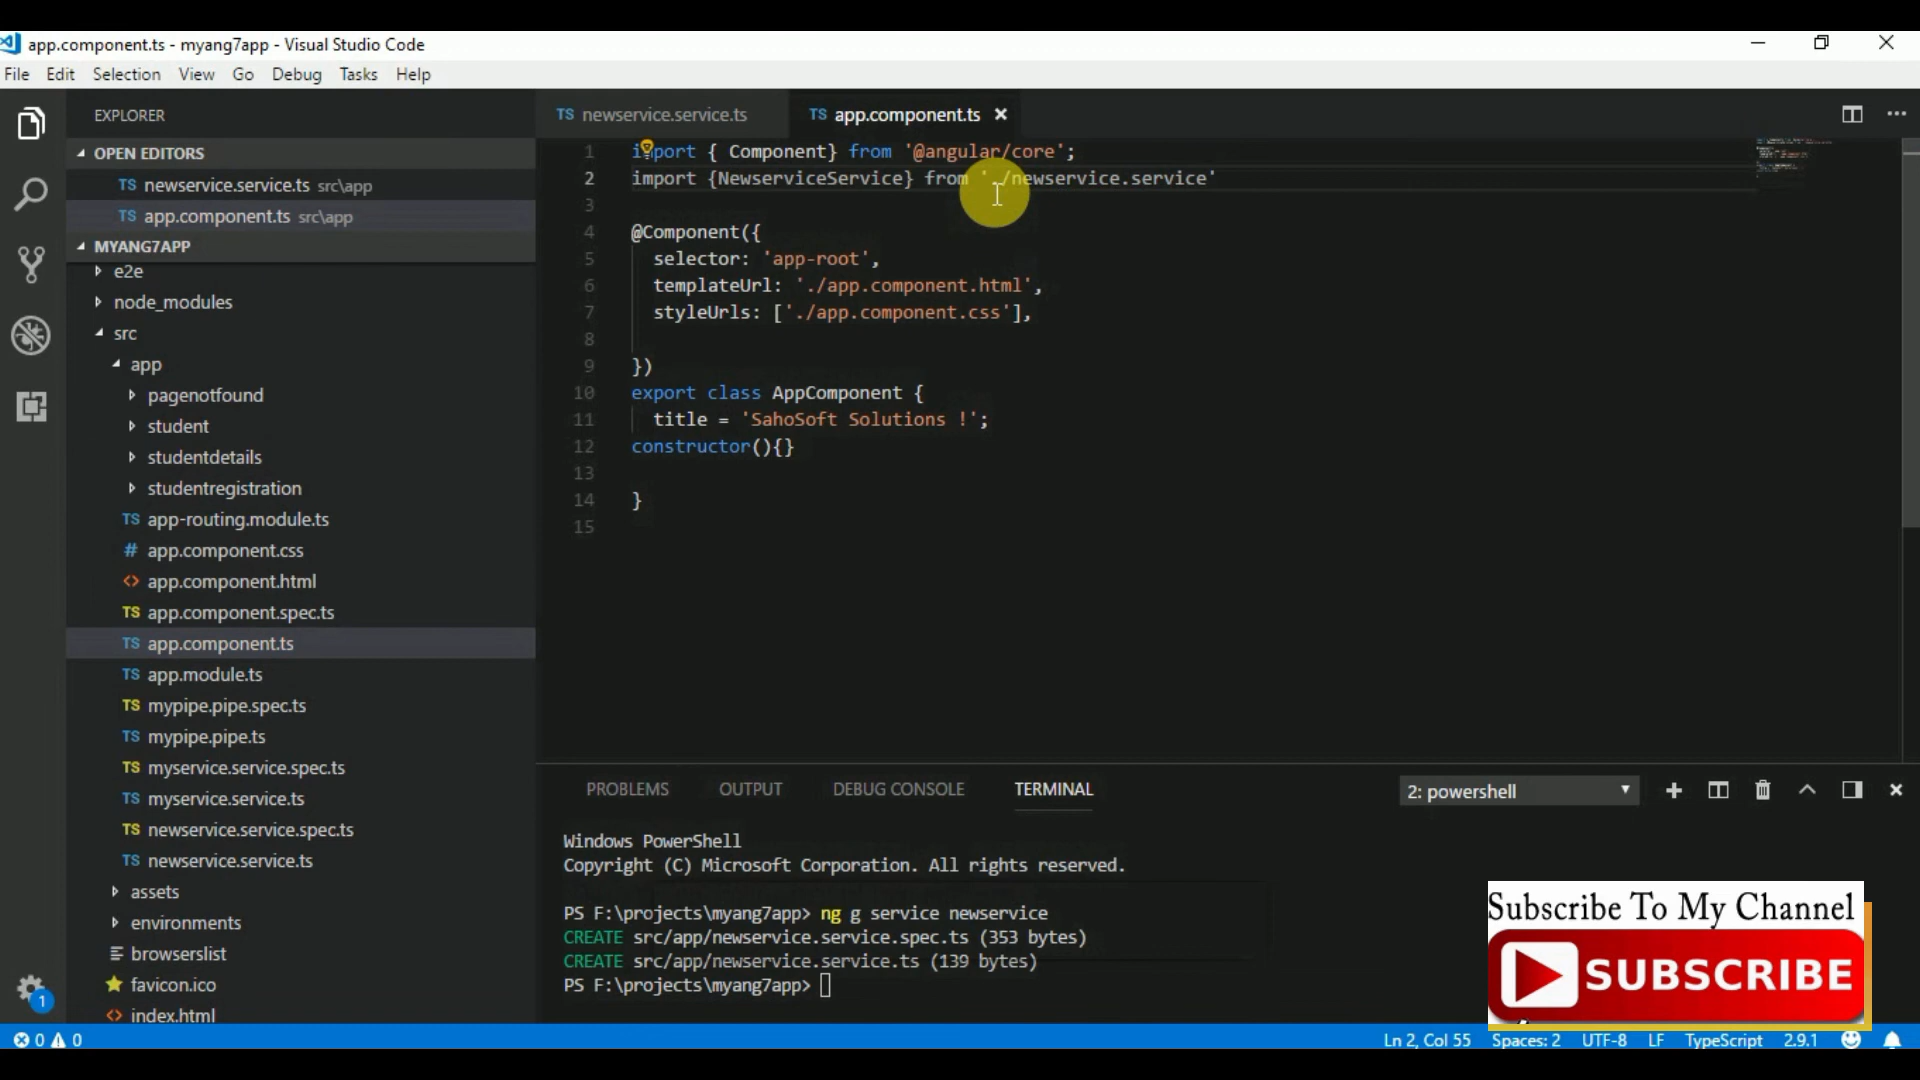 app.component.ts - myang7app - Visual Studio Code
File Edit Selection View Go Debug Tasks Help
EXPLORER
OPEN EDITORS
TS newservice.service.ts src\app
TS app.component.ts src\app
MYANG7APP
e2e
node_modules
src
app
pagenotfound
student
studentdetails
studentregistration
TS app-routing.module.ts
# app.component.css
<> app.component.html
TS app.component.spec.ts
TS app.component.ts
TS app.module.ts
TS mypipe.pipe.spec.ts
TS mypipe.pipe.ts
TS myservice.service.spec.ts
TS myservice.service.ts
TS newservice.service.spec.ts
TS newservice.service.ts
assets
environments
browserslist
favicon.ico
<> index.html
1
TS newservice.service.ts TS app.component.ts
1 import { Component} from '@angular/core';
2 import {NewserviceService} from './newservice.service'
3
4 @Component({
5 selector: 'app-root',
6 templateUrl: './app.component.html',
7 styleUrls: ['./app.component.css'],
8
9 })
10 export class AppComponent {
11 title = 'SahoSoft Solutions !';
12 constructor(){}
13
14 }
15
PROBLEMS OUTPUT DEBUG CONSOLE TERMINAL 2: powershell
Windows PowerShell
Copyright (C) Microsoft Corporation. All rights reserved.
PS F:\projects\myang7app> ng g service newservice
CREATE src/app/newservice.service.spec.ts (353 bytes)
CREATE src/app/newservice.service.ts (139 bytes)
PS F:\projects\myang7app>
Subscribe To My Channel
SUBSCRIBE
0 0 Ln 2, Col 55 Spaces: 2 UTF-8 LF TypeScript 2.9.1